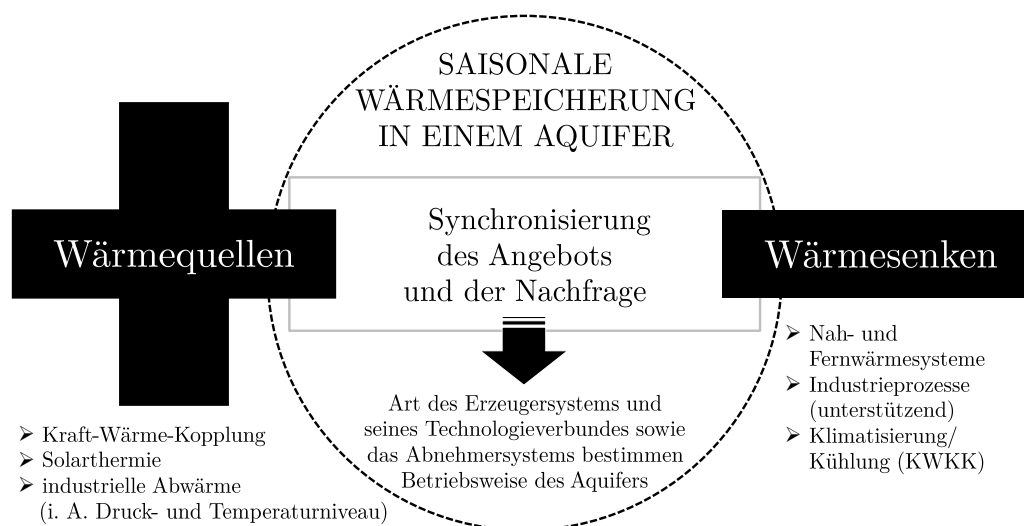 SAISONALE
WÄRMESPEICHERUNG
IN EINEM AQUIFER
Wärmequellen
Synchronisierung
des Angebots
und der Nachfrage
Wärmesenken
Art des Erzeugersystems und
seines Technologieverbundes sowie
das Abnehmersystems bestimmen
Betriebsweise des Aquifers
➢ Kraft-Wärme-Kopplung
➢ Solarthermie
➢ industrielle Abwärme
(i. A. Druck- und Temperaturniveau)
➢ Nah- und
Fernwärmesysteme
➢ Industrieprozesse
(unterstützend)
➢ Klimatisierung/
Kühlung (KWKK)